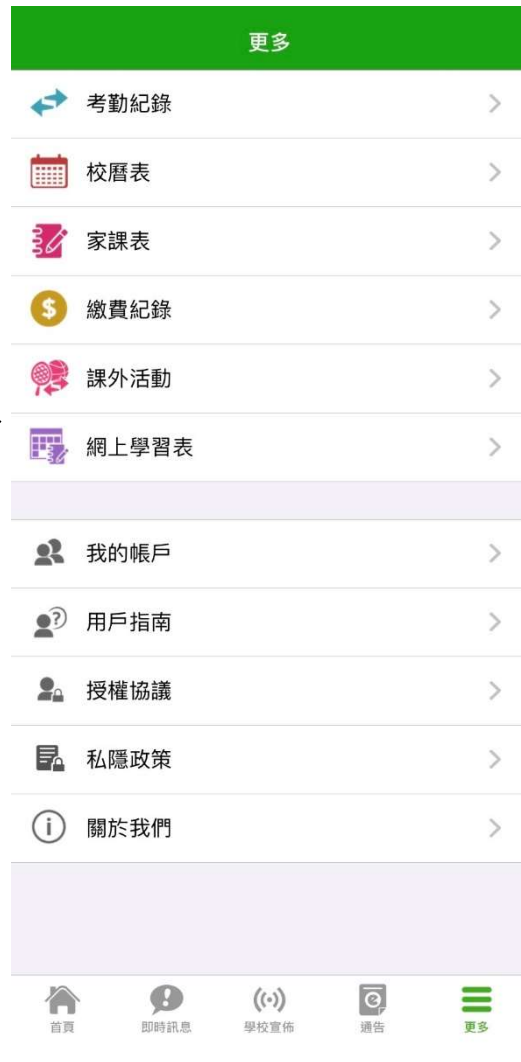 更多
考勤紀錄
校曆表
家課表
繳費紀錄
課外活動
網上學習表
我的帳戶
用戶指南
授權協議
私隱政策
關於我們
首頁
即時訊息
學校宣佈
通告
更多